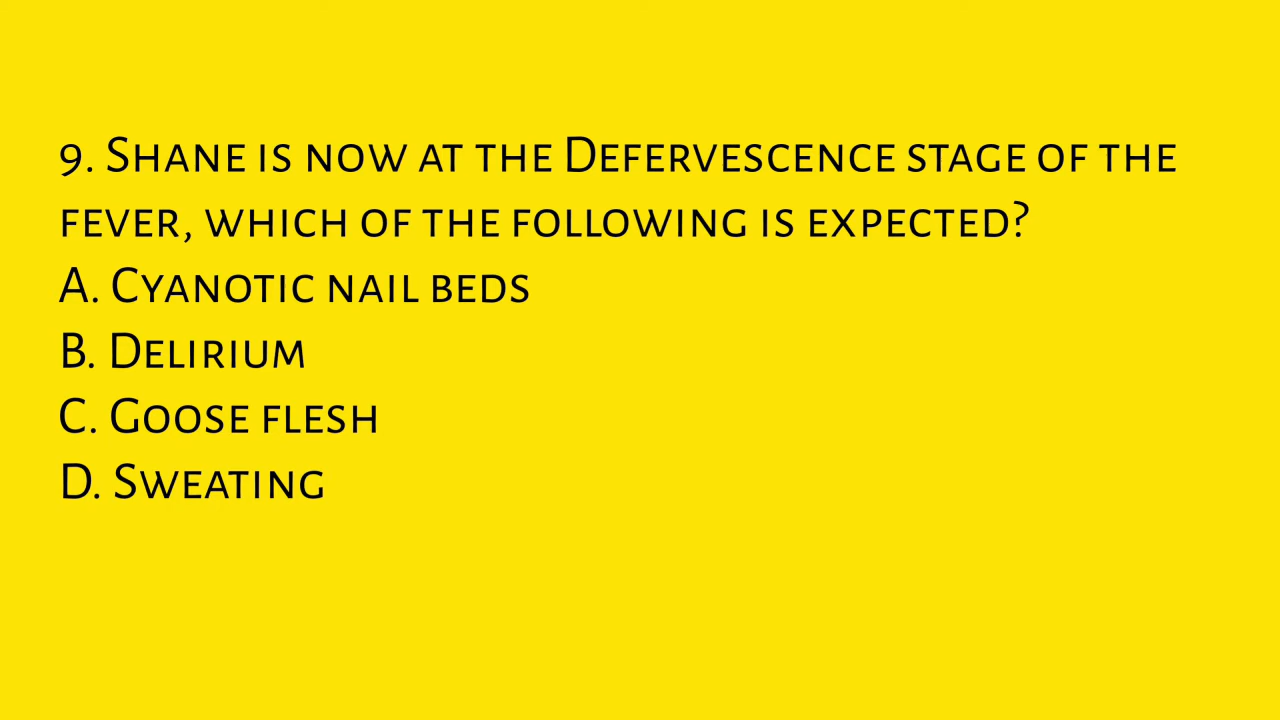 9. Shane is now at the Defervescence stage of the
fever, which of the following is expected?
A. Cyanotic nail beds
B. Delirium
C. Goose flesh
D. Sweating